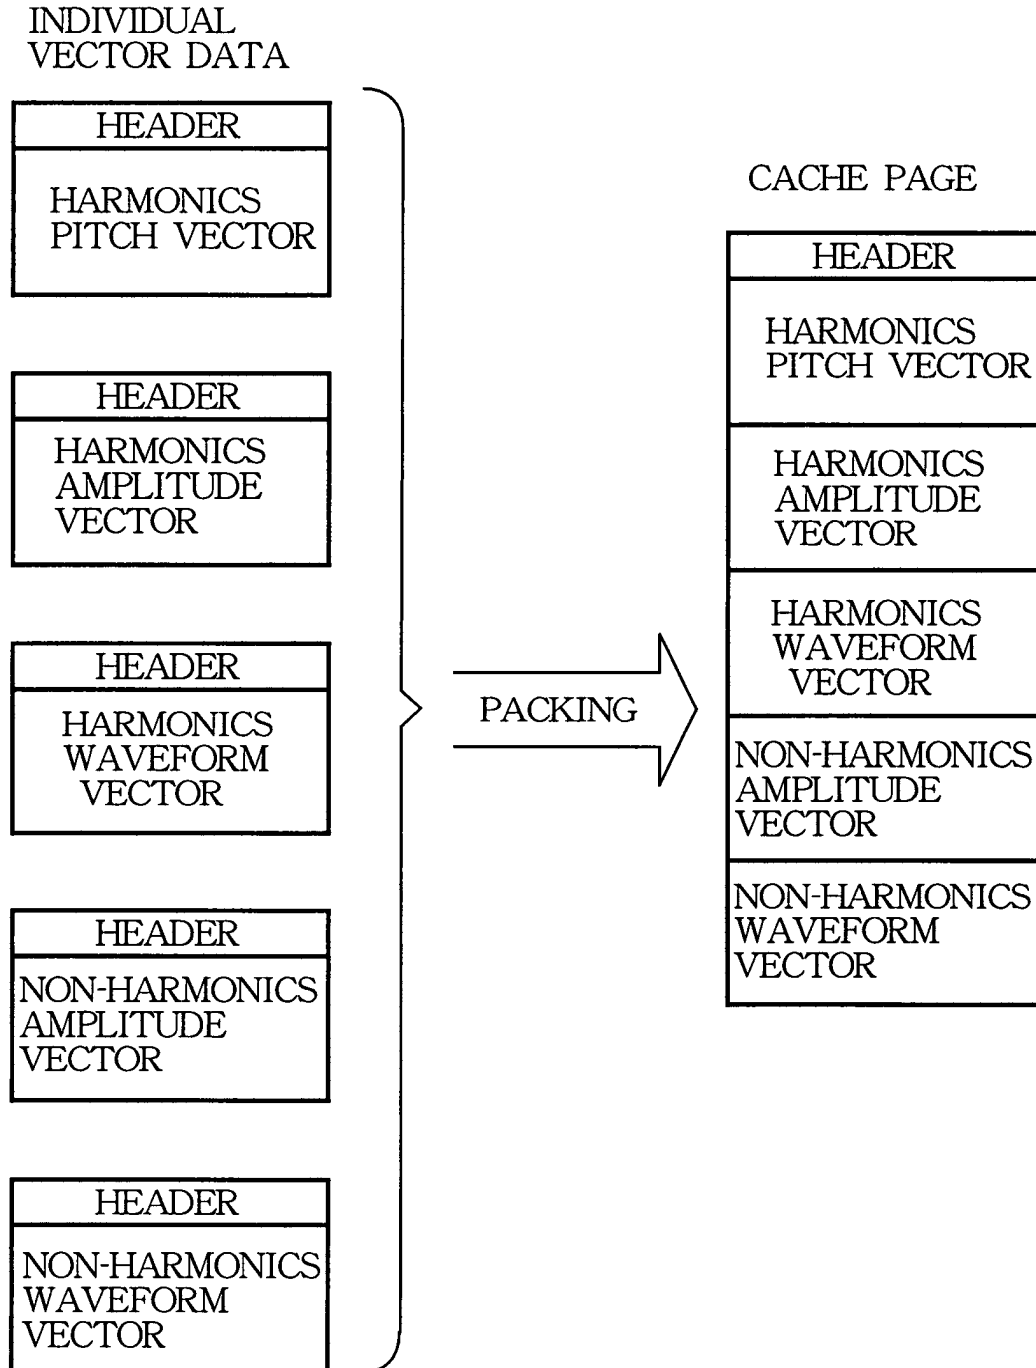 INDIVIDUAL
VECTOR DATA
HEADER
HARMONICS
PITCH VECTOR
HEADER
HARMONICS
AMPLITUDE
VECTOR
HEADER
HARMONICS
WAVEFORM
VECTOR
HEADER
NON-HARMONICS
AMPLITUDE
VECTOR
HEADER
NON-HARMONICS
WAVEFORM
VECTOR
PACKING
CACHE PAGE
HEADER
HARMONICS
PITCH VECTOR
HARMONICS
AMPLITUDE
VECTOR
HARMONICS
WAVEFORM
VECTOR
NON-HARMONICS
AMPLITUDE
VECTOR
NON-HARMONICS
WAVEFORM
VECTOR